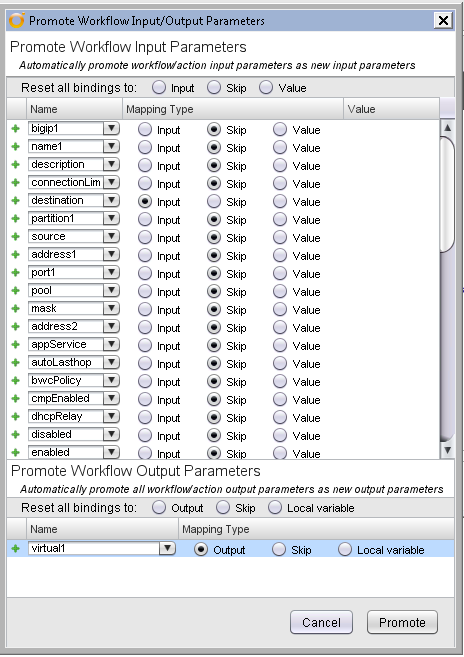 Promote Workflow Input/Output Parameters
Promote Workflow Input Parameters
Automatically promote workflow/action input parameters as new input parameters
Reset all bindings to: Input Skip Value
Name Mapping Type Value
bigip1 Input Skip Value
name1 Input Skip Value
description Input Skip Value
connectionLim Input Skip Value
destination Input Skip Value
partition1 Input Skip Value
source Input Skip Value
address1 Input Skip Value
port1 Input Skip Value
pool Input Skip Value
mask Input Skip Value
address2 Input Skip Value
appService Input Skip Value
autoLasthop Input Skip Value
bwcPolicy Input Skip Value
cmpEnabled Input Skip Value
dhcpRelay Input Skip Value
disabled Input Skip Value
enabled Input Skip Value
Promote Workflow Output Parameters
Automatically promote all workflow/action output parameters as new output parameters
Reset all bindings to: Output Skip Local variable
Name Mapping Type
virtual1 Output Skip Local variable
Cancel Promote